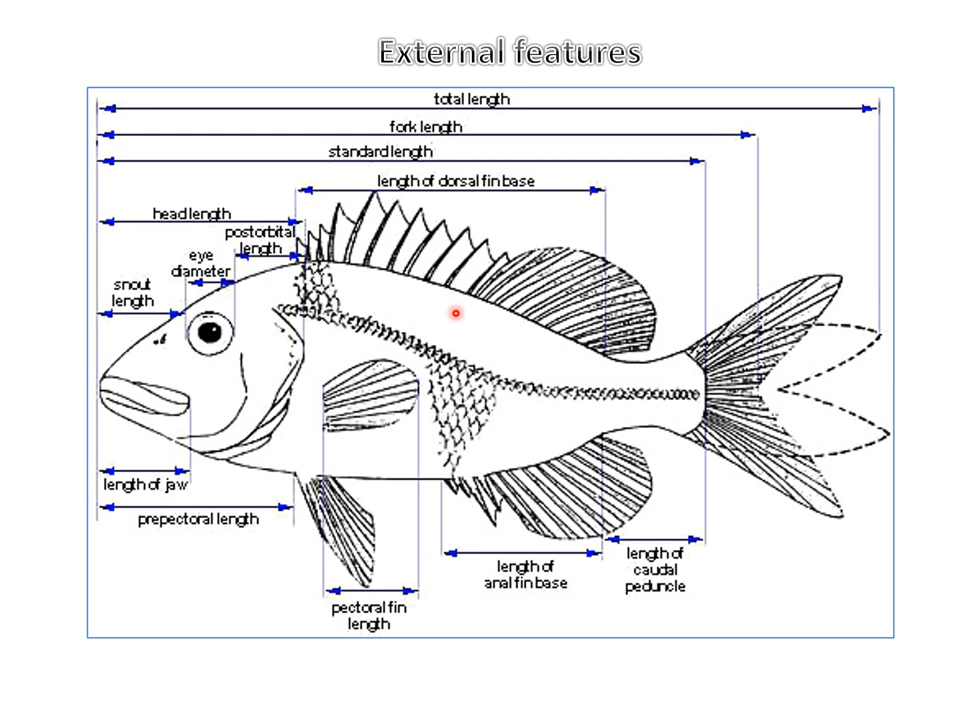 External features
total length
fork length
standard length
length of dorsal fin base
head length
postorbital
length
eye
diameter
snout
length
length of jaw
prepectoral length
length of
anal fin base
length of
caudal
peduncle
pectoral fin
length